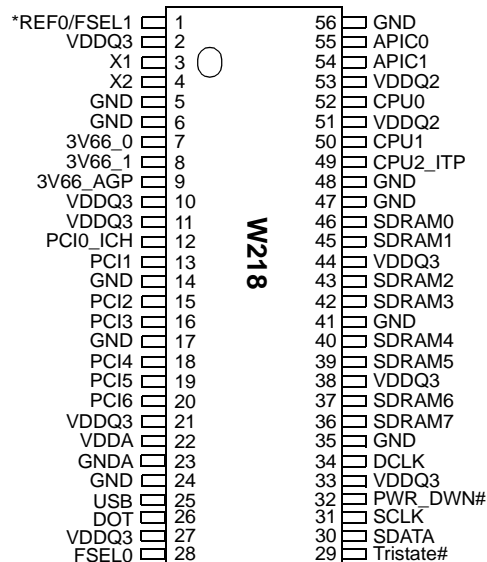 *REF0/FSEL1 1 56 GND
VDDQ3 2 55 APIC0
X1 3 54 APIC1
X2 4 53 VDDQ2
GND 5 52 CPU0
GND 6 51 VDDQ2
3V66_0 7 50 CPU1
3V66_1 8 49 CPU2_ITP
3V66_AGP 9 48 GND
VDDQ3 10 47 GND
VDDQ3 11 46 SDRAM0
PCI0_ICH 12 45 SDRAM1
PCI1 13 44 VDDQ3
GND 14 43 SDRAM2
PCI2 15 42 SDRAM3
PCI3 16 41 GND
GND 17 40 SDRAM4
PCI4 18 39 SDRAM5
PCI5 19 38 VDDQ3
PCI6 20 37 SDRAM6
VDDQ3 21 36 SDRAM7
VDDA 22 35 GND
GNDA 23 34 DCLK
GND 24 33 VDDQ3
USB 25 32 PWR_DWN#
DOT 26 31 SCLK
VDDQ3 27 30 SDATA
FSEL0 28 29 Tristate#
W218